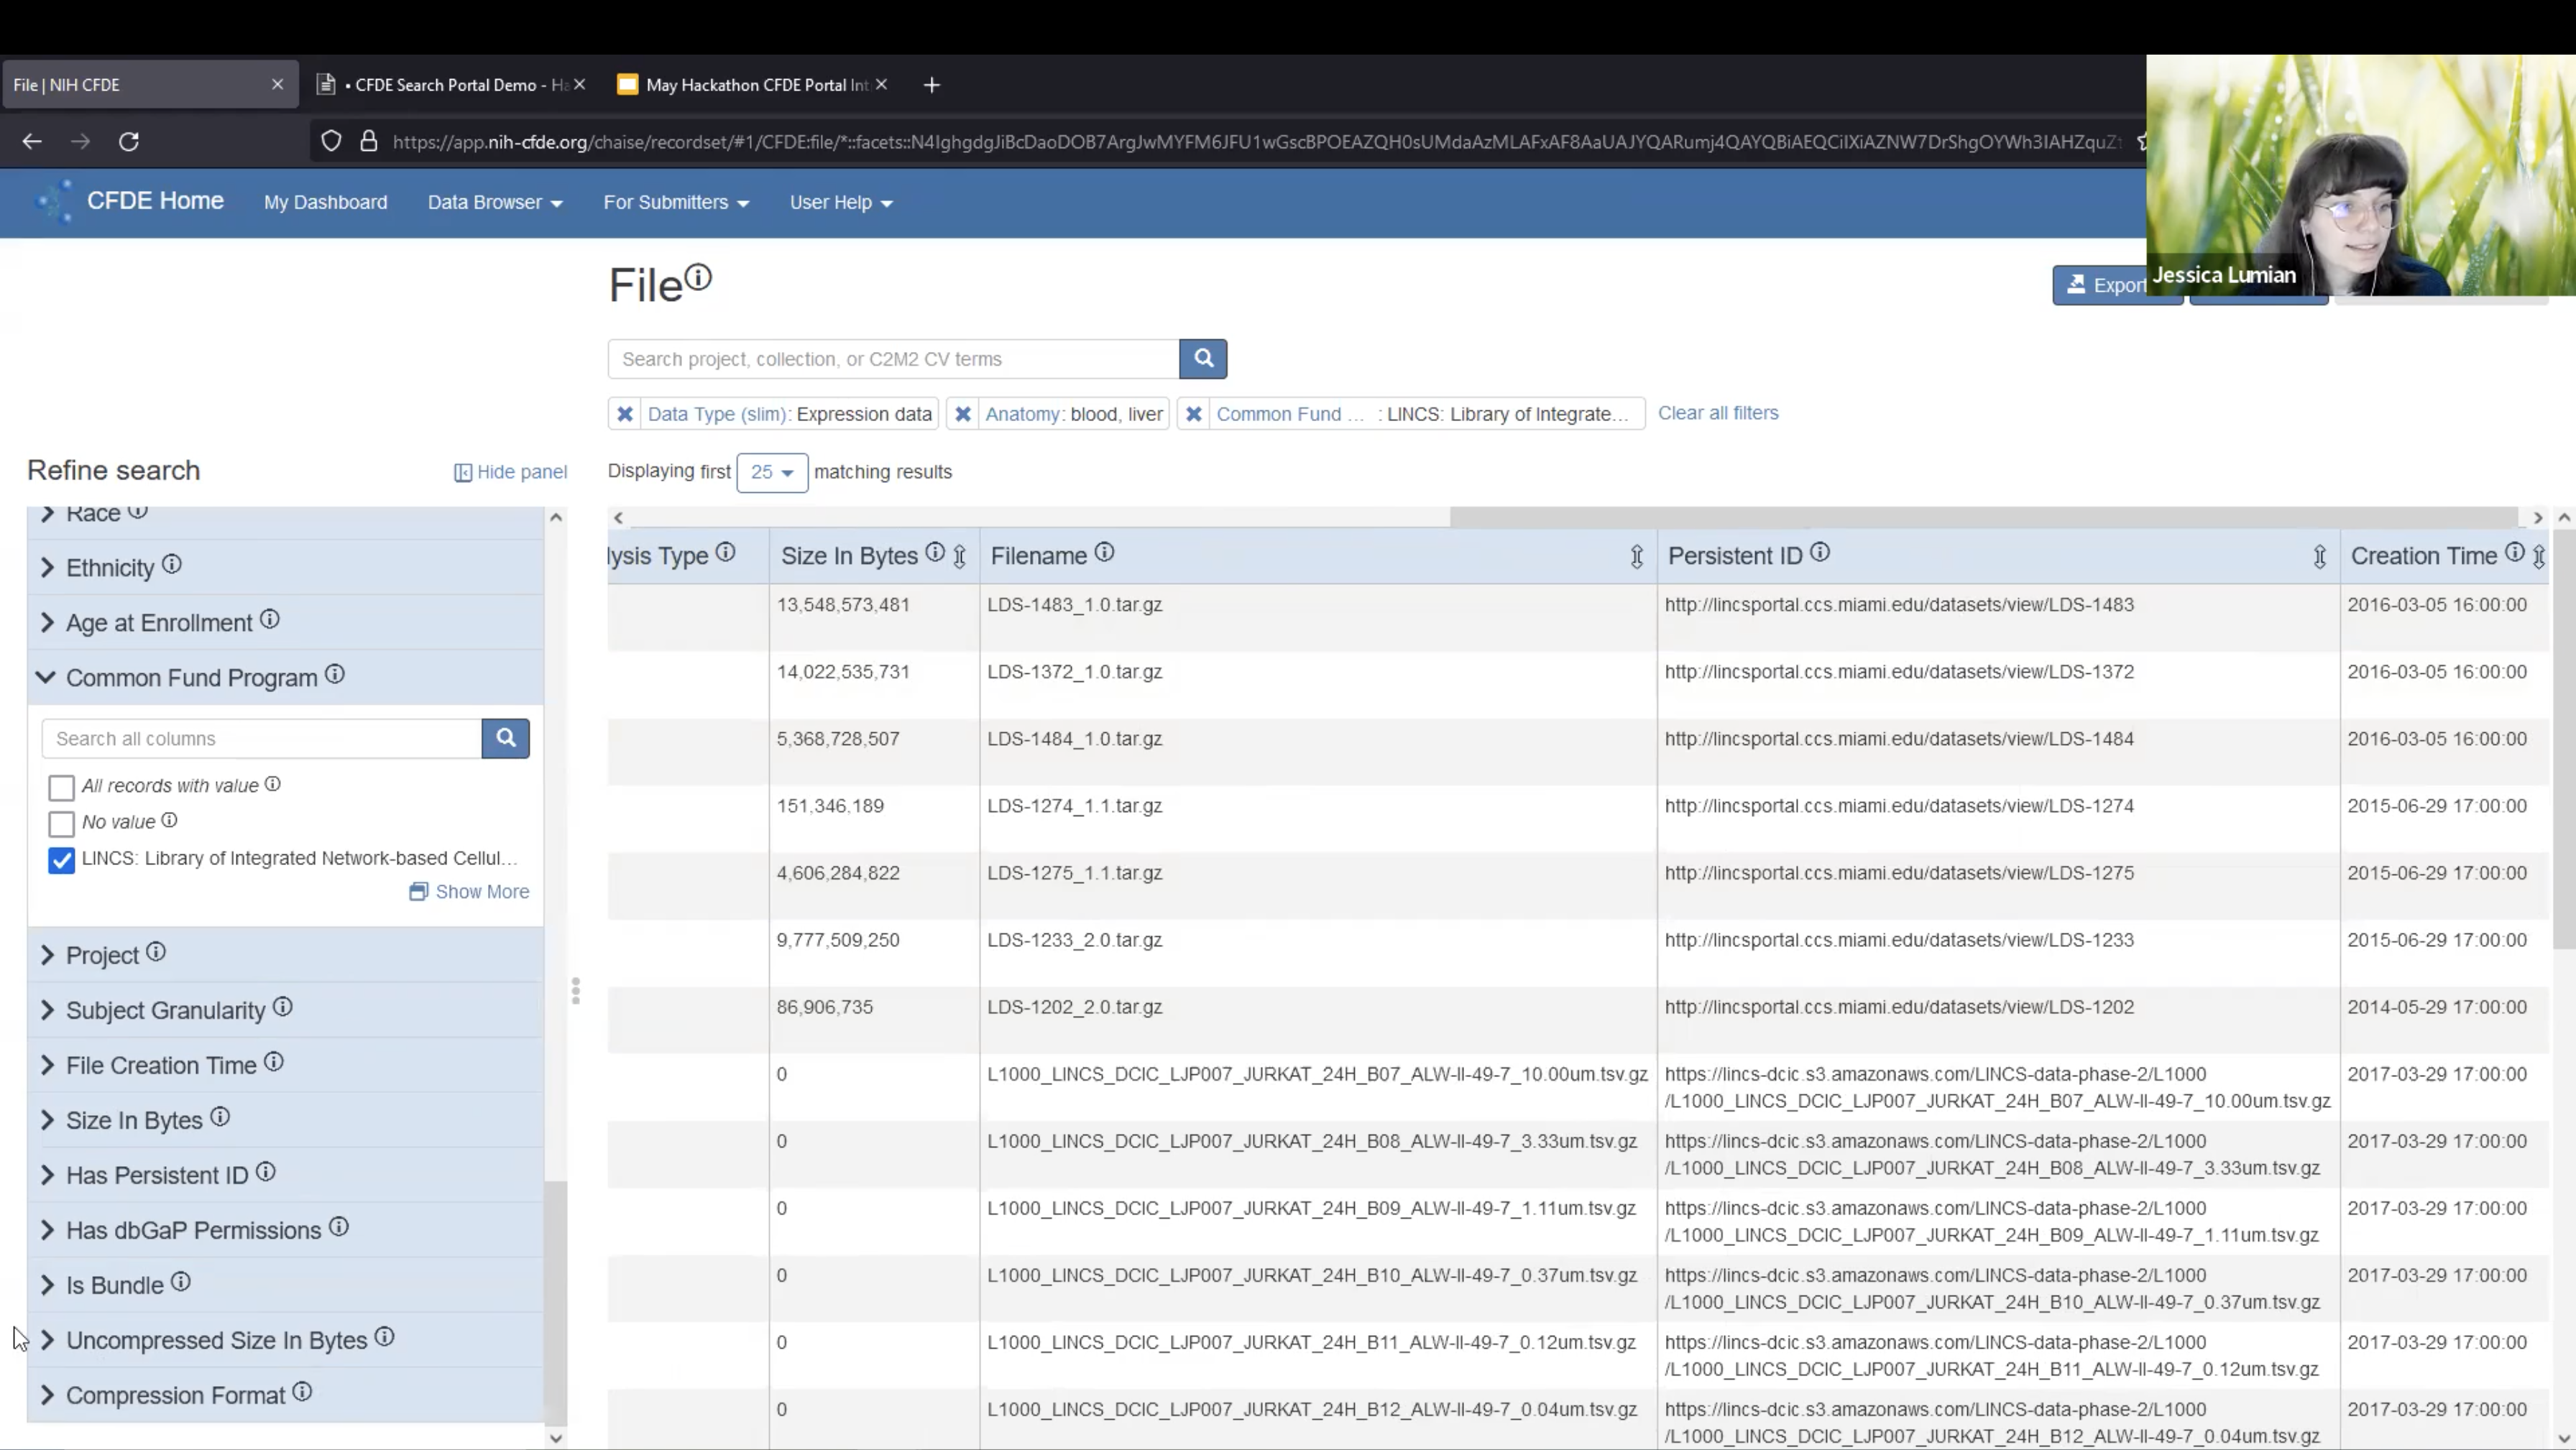 File | NIH CFDE
• CFDE Search Portal Demo - Ha
May Hackathon CFDE Portal Int
https://app.nih-cfde.org/chaise/recordset/#1/CFDE:file/*::facets::
CFDE Home My Dashboard Data Browser For Submitters User Help
Jessica Lumian
File
Export
Search project, collection, or C2M2 CV terms
Data Type (slim): Expression data Anatomy: blood, liver Common Fund ... : LINCS: Library of Integrate... Clear all filters
Refine search Hide panel
Displaying first 25 matching results
Race
Ethnicity
Age at Enrollment
Common Fund Program
Search all columns
All records with value
No value
LINCS: Library of Integrated Network-based Cellul...
Show More
Project
Subject Granularity
File Creation Time
Size In Bytes
Has Persistent ID
Has dbGaP Permissions
Is Bundle
Uncompressed Size In Bytes
Compression Format
lysis Type Size In Bytes Filename Persistent ID Creation Time
13,548,573,481 LDS-1483_1.0.tar.gz http://lincsportal.ccs.miami.edu/datasets/view/LDS-1483 2016-03-05 16:00:00
14,022,535,731 LDS-1372_1.0.tar.gz http://lincsportal.ccs.miami.edu/datasets/view/LDS-1372 2016-03-05 16:00:00
5,368,728,507 LDS-1484_1.0.tar.gz http://lincsportal.ccs.miami.edu/datasets/view/LDS-1484 2016-03-05 16:00:00
151,346,189 LDS-1274_1.1.tar.gz http://lincsportal.ccs.miami.edu/datasets/view/LDS-1274 2015-06-29 17:00:00
4,606,284,822 LDS-1275_1.1.tar.gz http://lincsportal.ccs.miami.edu/datasets/view/LDS-1275 2015-06-29 17:00:00
9,777,509,250 LDS-1233_2.0.tar.gz http://lincsportal.ccs.miami.edu/datasets/view/LDS-1233 2015-06-29 17:00:00
86,906,735 LDS-1202_2.0.tar.gz http://lincsportal.ccs.miami.edu/datasets/view/LDS-1202 2014-05-29 17:00:00
0 L1000_LINCS_DCIC_LJP007_JURKAT_24H_B07_ALW-II-49-7_10.00um.tsv.gz https://lincs-dcic.s3.amazonaws.com/LINCS-data-phase-2/L1000 2017-03-29 17:00:00
/L1000_LINCS_DCIC_LJP007_JURKAT_24H_B07_ALW-II-49-7_10.00um.tsv.gz
0 L1000_LINCS_DCIC_LJP007_JURKAT_24H_B08_ALW-II-49-7_3.33um.tsv.gz https://lincs-dcic.s3.amazonaws.com/LINCS-data-phase-2/L1000 2017-03-29 17:00:00
/L1000_LINCS_DCIC_LJP007_JURKAT_24H_B08_ALW-II-49-7_3.33um.tsv.gz
0 L1000_LINCS_DCIC_LJP007_JURKAT_24H_B09_ALW-II-49-7_1.11um.tsv.gz https://lincs-dcic.s3.amazonaws.com/LINCS-data-phase-2/L1000 2017-03-29 17:00:00
/L1000_LINCS_DCIC_LJP007_JURKAT_24H_B09_ALW-II-49-7_1.11um.tsv.gz
0 L1000_LINCS_DCIC_LJP007_JURKAT_24H_B10_ALW-II-49-7_0.37um.tsv.gz https://lincs-dcic.s3.amazonaws.com/LINCS-data-phase-2/L1000 2017-03-29 17:00:00
/L1000_LINCS_DCIC_LJP007_JURKAT_24H_B10_ALW-II-49-7_0.37um.tsv.gz
0 L1000_LINCS_DCIC_LJP007_JURKAT_24H_B11_ALW-II-49-7_0.12um.tsv.gz https://lincs-dcic.s3.amazonaws.com/LINCS-data-phase-2/L1000 2017-03-29 17:00:00
/L1000_LINCS_DCIC_LJP007_JURKAT_24H_B11_ALW-II-49-7_0.12um.tsv.gz
0 L1000_LINCS_DCIC_LJP007_JURKAT_24H_B12_ALW-II-49-7_0.04um.tsv.gz https://lincs-dcic.s3.amazonaws.com/LINCS-data-phase-2/L1000 2017-03-29 17:00:00
/L1000_LINCS_DCIC_LJP007_JURKAT_24H_B12_ALW-II-49-7_0.04um.tsv.gz